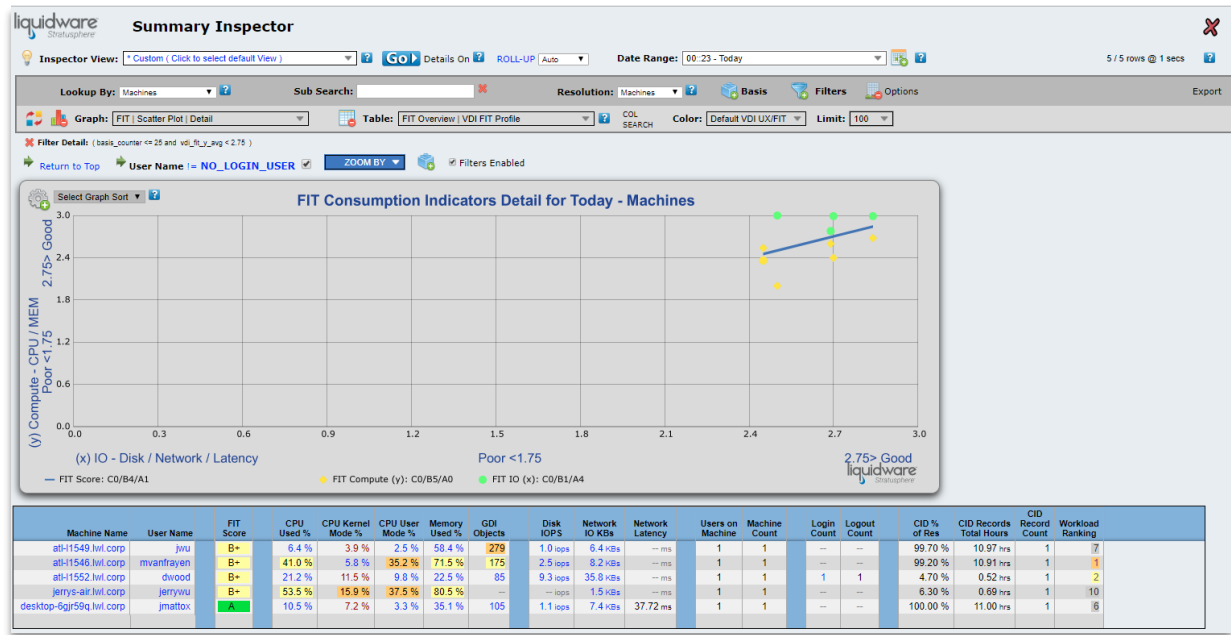 liquidware
Stratusphere
Summary Inspector
Inspector View: * Custom ( Click to select default View ) ? GO Details On ? ROLL-UP Auto Date Range: 00::23 - Today ? 5 / 5 rows @ 1 secs ?
Lookup By: Machines ? Sub Search: Resolution: Machines ? Basis Filters Options Export
Graph: FIT | Scatter Plot | Detail Table: FIT Overview | VDI FIT Profile ? COL SEARCH Color: Default VDI UX/FIT Limit: 100
Filter Detail: ( basis_counter <= 25 and vdi_fit_y_avg < 2.75 )
Return to Top User Name != NO_LOGIN_USER ZOOM BY Filters Enabled
Select Graph Sort ?
FIT Consumption Indicators Detail for Today - Machines
(y) Compute - CPU / MEM
Poor <1.75 2.75> Good
3.0
2.4
1.8
1.2
0.6
0.0
0.0 0.3 0.6 0.9 1.2 1.5 1.8 2.1 2.4 2.7 3.0
(x) IO - Disk / Network / Latency Poor <1.75 2.75> Good
liquidware
Stratusphere
FIT Score: C0/B4/A1 FIT Compute (y): C0/B5/A0 FIT IO (x): C0/B1/A4
Machine Name User Name FIT Score CPU Used % CPU Kernel Mode % CPU User Mode % Memory Used % GDI Objects Disk IOPS Network IO KBs Network Latency Users on Machine Machine Count Login Count Logout Count CID % of Res CID Records Total Hours CID Record Count Workload Ranking
atl-l1549.lwl.corp jwu B+ 6.4 % 3.9 % 2.5 % 58.4 % 279 1.0 iops 6.4 KBs -- ms 1 1 -- -- 99.70 % 10.97 hrs 1 7
atl-l1546.lwl.corp mvanfrayen B+ 41.0 % 5.8 % 35.2 % 71.5 % 175 2.5 iops 8.2 KBs -- ms 1 1 -- -- 99.20 % 10.91 hrs 1 1
atl-l1552.lwl.corp dwood B+ 21.2 % 11.5 % 9.8 % 22.5 % 85 9.3 iops 35.8 KBs -- ms 1 1 1 1 4.70 % 0.52 hrs 1 2
jerrys-air.lwl.corp jerrywu B+ 53.5 % 15.9 % 37.5 % 80.5 % -- -- iops 1.5 KBs -- ms 1 1 -- -- 6.30 % 0.69 hrs 1 10
desktop-6gjr59q.lwl.corp jmattox A 10.5 % 7.2 % 3.3 % 35.1 % 105 1.1 iops 7.4 KBs 37.72 ms 1 1 -- -- 100.00 % 11.00 hrs 1 6